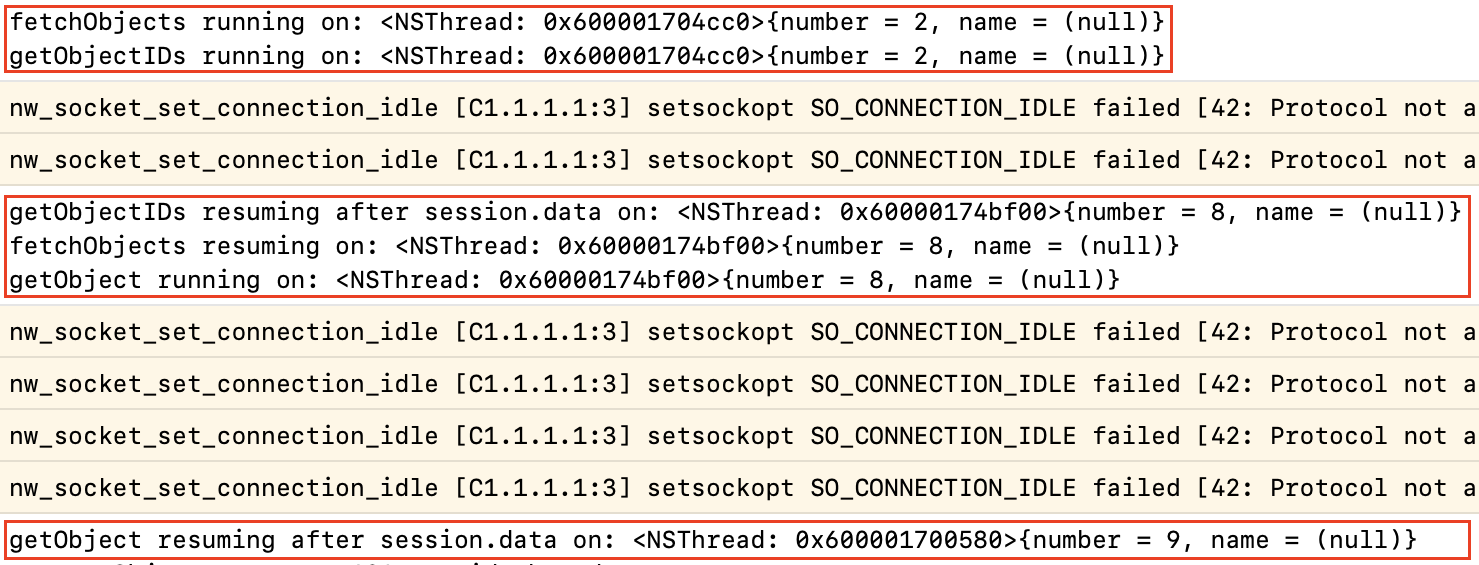 fetchObjects running on: <NSThread: 0x600001704cc0>{number = 2, name = (null)}
getObjectIDs running on: <NSThread: 0x600001704cc0>{number = 2, name = (null)}
nw_socket_set_connection_idle [C1.1.1.1:3] setsockopt SO_CONNECTION_IDLE failed [42: Protocol not a
nw_socket_set_connection_idle [C1.1.1.1:3] setsockopt SO_CONNECTION_IDLE failed [42: Protocol not a
getObjectIDs resuming after session.data on: <NSThread: 0x60000174bf00>{number = 8, name = (null)}
fetchObjects resuming on: <NSThread: 0x60000174bf00>{number = 8, name = (null)}
getObject running on: <NSThread: 0x60000174bf00>{number = 8, name = (null)}
nw_socket_set_connection_idle [C1.1.1.1:3] setsockopt SO_CONNECTION_IDLE failed [42: Protocol not a
nw_socket_set_connection_idle [C1.1.1.1:3] setsockopt SO_CONNECTION_IDLE failed [42: Protocol not a
nw_socket_set_connection_idle [C1.1.1.1:3] setsockopt SO_CONNECTION_IDLE failed [42: Protocol not a
nw_socket_set_connection_idle [C1.1.1.1:3] setsockopt SO_CONNECTION_IDLE failed [42: Protocol not a
getObject resuming after session.data on: <NSThread: 0x600001700580>{number = 9, name = (null)}